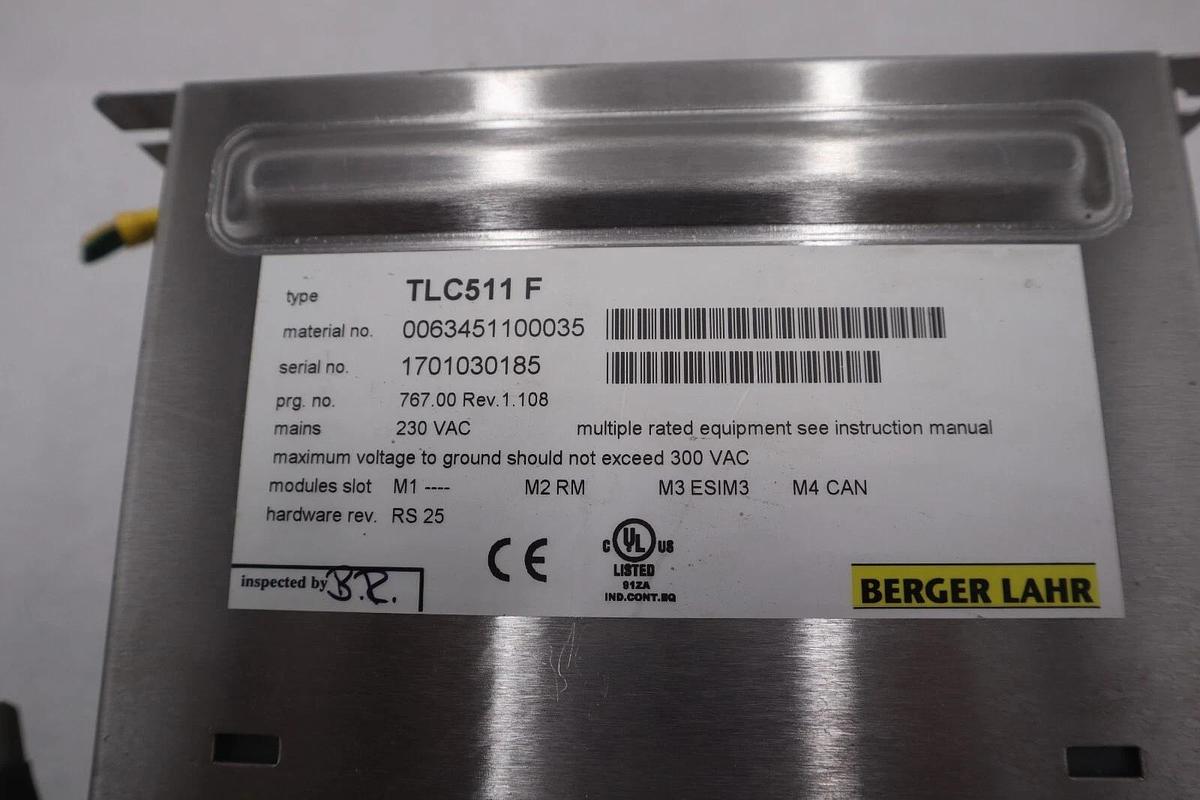 type TLC511 F
material no. 0063451100035
serial no. 1701030185
prg. no. 767.00 Rev.1.108
mains 230 VAC multiple rated equipment see instruction manual
maximum voltage to ground should not exceed 300 VAC
modules slot M1 ---- M2 RM M3 ESIM3 M4 CAN
hardware rev. RS 25
CE
C UL US
LISTED
91ZA
IND.CONT.EQ
inspected by B.R.
BERGER LAHR